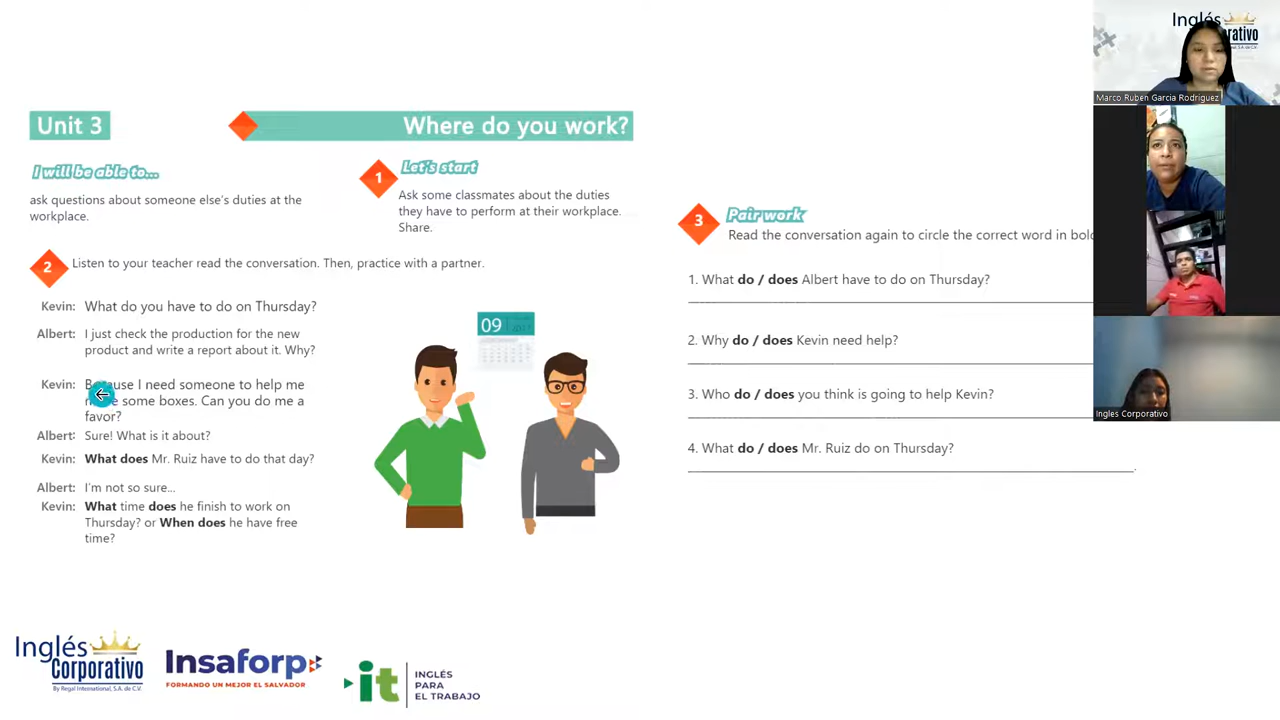 Unit 3
Where do you work?
I will be able to...
ask questions about someone else's duties at the
workplace.
1
Let's start
Ask some classmates about the duties
they have to perform at their workplace.
Share.
2
Listen to your teacher read the conversation. Then, practice with a partner.
Kevin: What do you have to do on Thursday?
Albert: I just check the production for the new
product and write a report about it. Why?
Kevin: Because I need someone to help me
some boxes. Can you do me a
favor?
Albert: Sure! What is it about?
Kevin: What does Mr. Ruiz have to do that day?
Albert: I'm not so sure...
Kevin: What time does he finish to work on
Thursday? or When does he have free
time?
09
3
Pair work
Read the conversation again to circle the correct word in
1. What do / does Albert have to do on Thursday?
2. Why do / does Kevin need help?
3. Who do / does you think is going to help Kevin?
4. What do / does Mr. Ruiz do on Thursday?
Inglés
Corporativo
By Regal International, S.A. de C.V.
Insaforp
FORMANDO UN MEJOR EL SALVADOR
it
INGLÉS
PARA
EL TRABAJO
Inglés
Marco Ruben Garcia Rodriguez
Ingles Corporativo